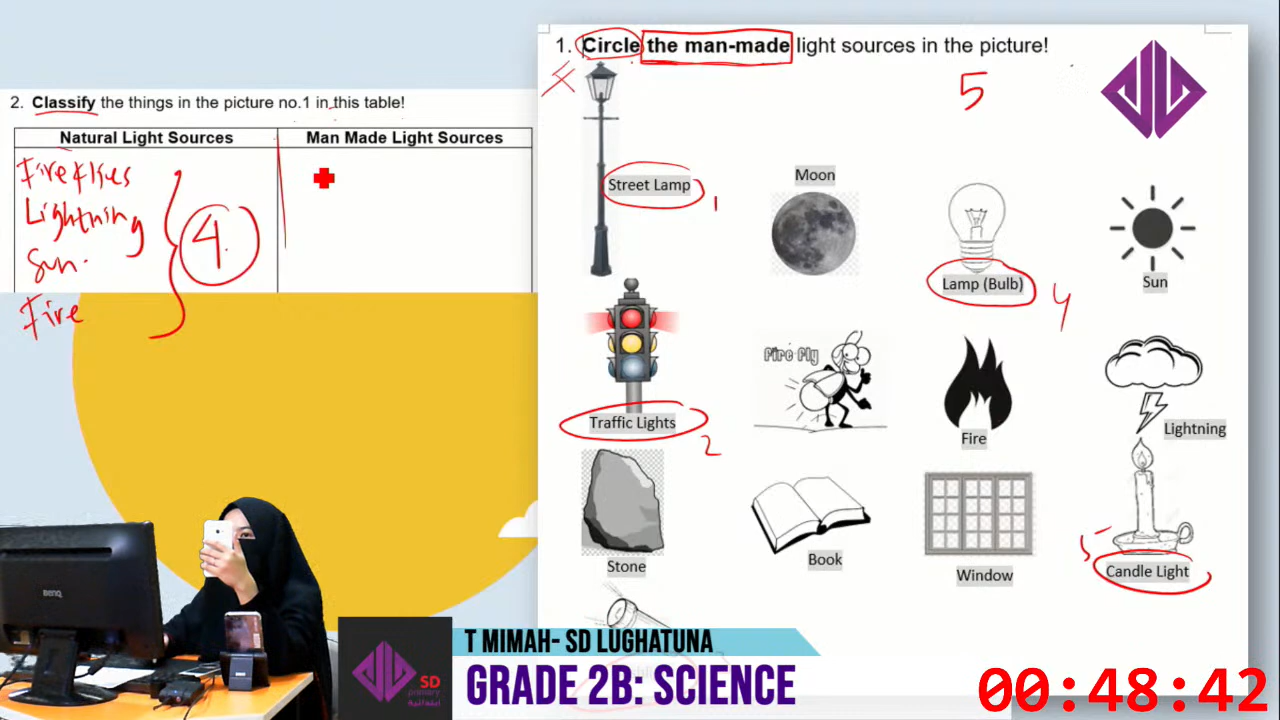 1. Circle the man-made light sources in the picture!
5
2. Classify the things in the picture no.1 in this table!
Natural Light Sources
Man Made Light Sources
Fireflies
Lightning
Sun.
Fire
4.
Street Lamp
1
Moon
Lamp (Bulb)
4
Sun
Traffic Lights
2
Fire fly
Fire
Lightning
Stone
Book
Window
5
Candle Light
BENQ
SD
primary
ابتدائية
T MIMAH- SD LUGHATUNA
GRADE 2B: SCIENCE
00:48:42